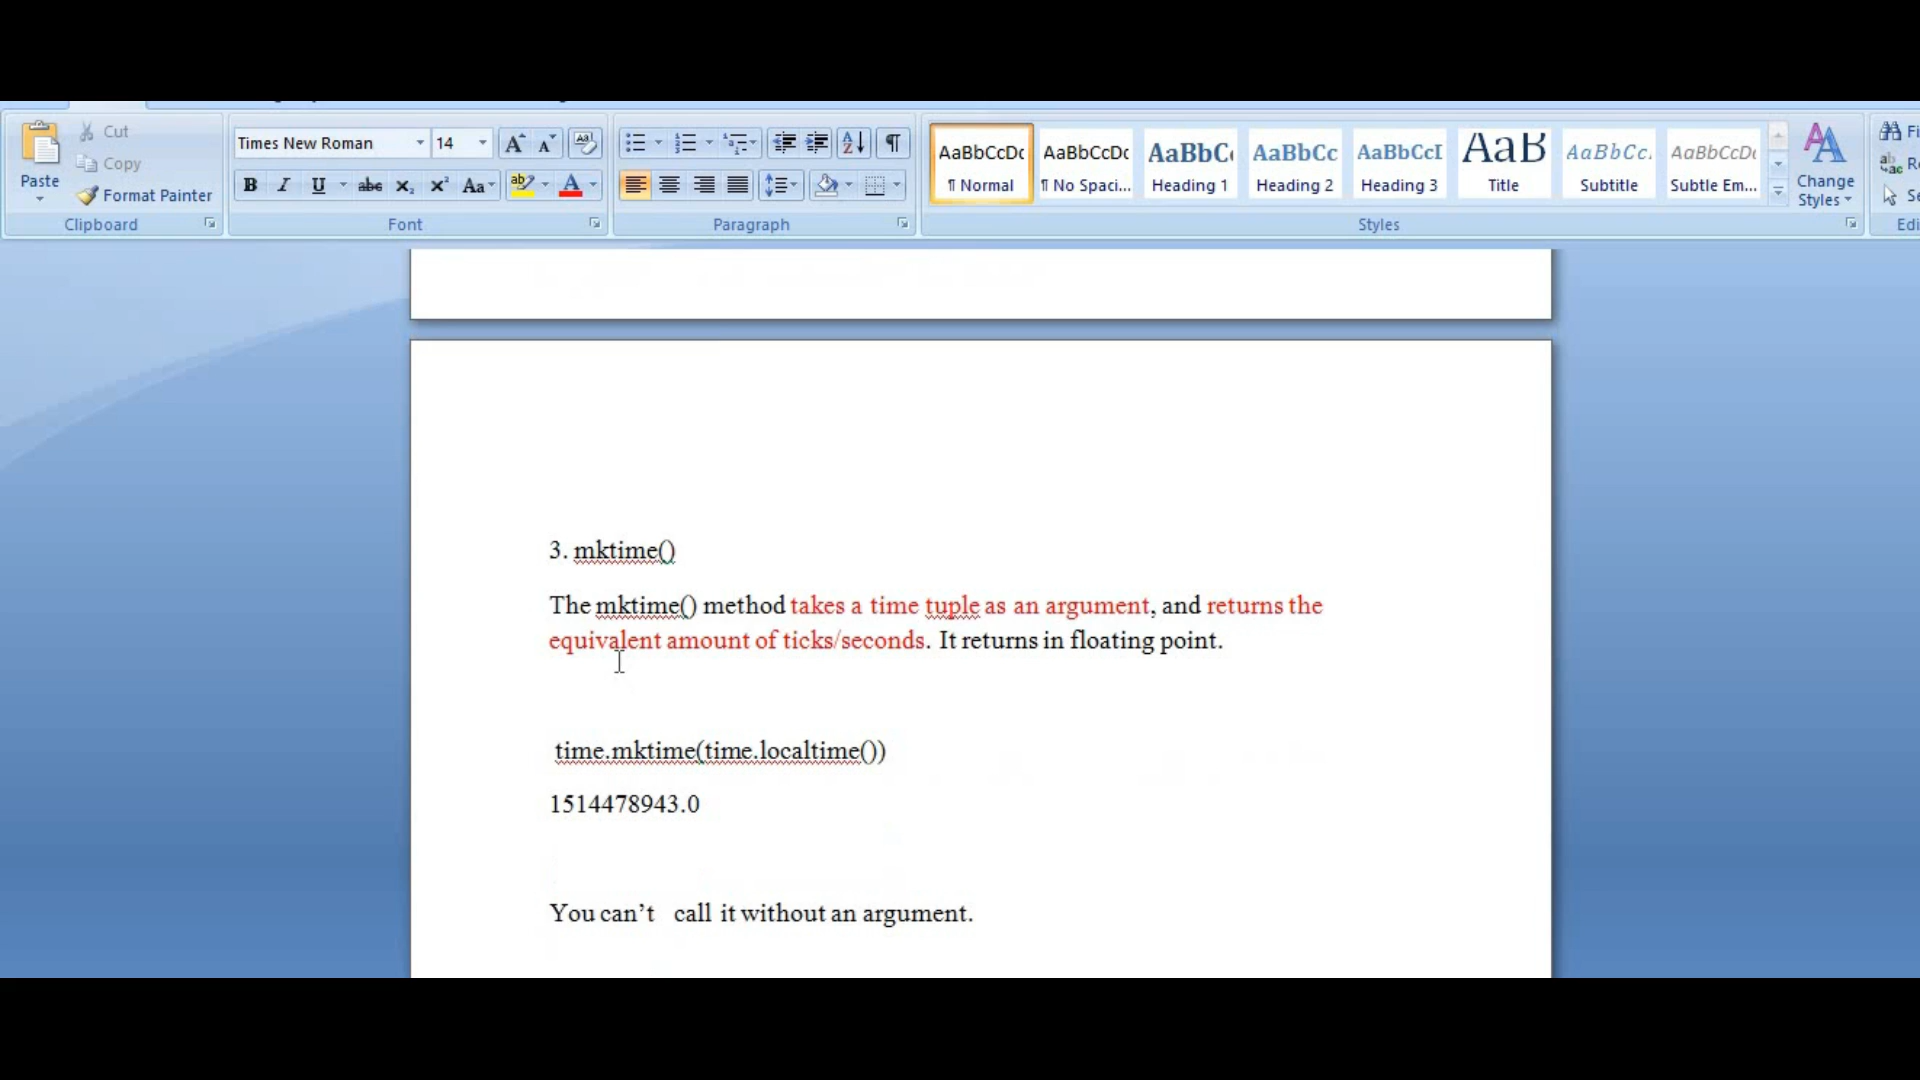 Cut
Copy
Paste
Format Painter
Clipboard
Times New Roman
14
Font
Paragraph
AaBbCcDc
¶ Normal
AaBbCcDc
¶ No Spaci...
AaBbC
Heading 1
AaBbCc
Heading 2
AaBbCcI
Heading 3
AaB
Title
AaBbCc.
Subtitle
AaBbCcDc
Subtle Em...
Change
Styles
Styles
3. mktime()
The mktime() method takes a time tuple as an argument, and returns the
equivalent amount of ticks/seconds. It returns in floating point.
time.mktime(time.localtime())
1514478943.0
You can’t call it without an argument.